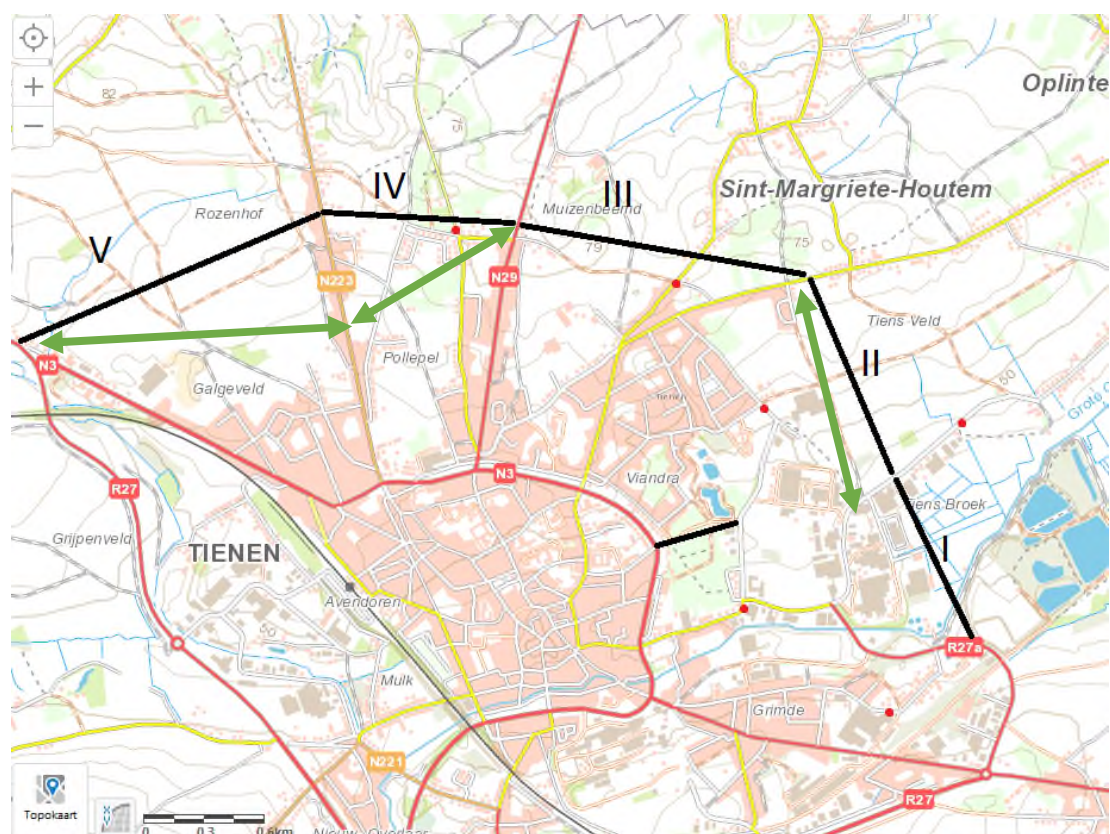 82
75
Oplinte
IV
III
Rozenhof
Muizenbeemd
Sint-Margriete-Houtem
V
79
75
N223
N29
Tiens Veld
II
Pollepel
N3
Galgeveld
50
N3
Viandra
R27
Tiens Broek
Grijpenveld
TIENEN
I
Avendoren
50
R27a
Mulk
Grimde
N221
Topokaart
R27
0 0.3 0.6km